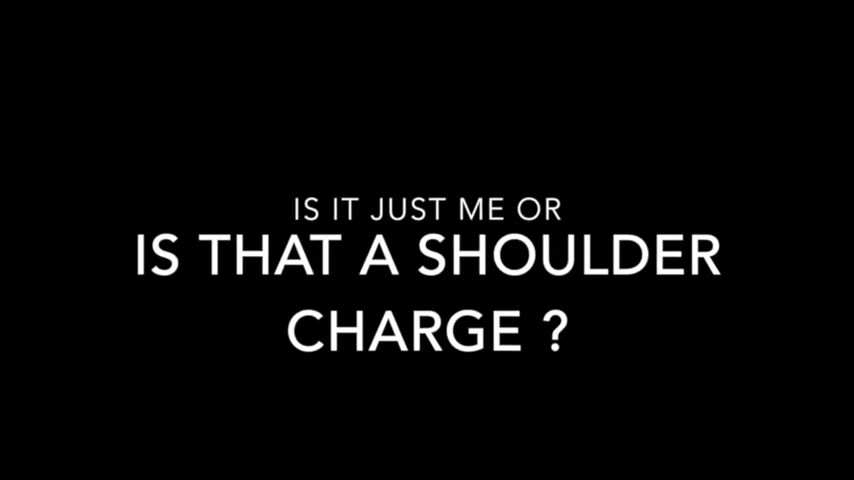 IS IT JUST ME OR
IS THAT A SHOULDER
CHARGE ?